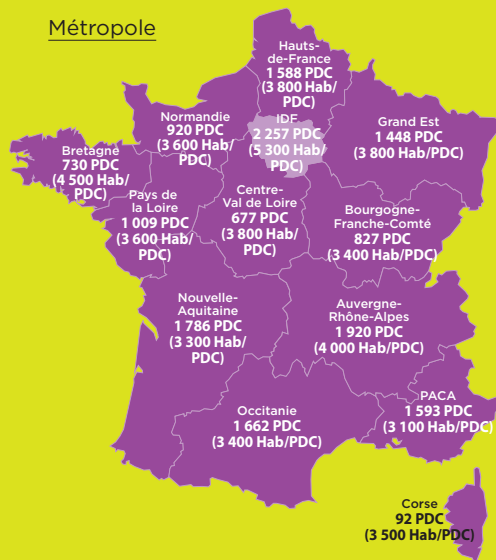 Métropole
Hauts-
de-France
1 588 PDC
(3 800 Hab/
PDC)
Normandie
920 PDC
(3 600 Hab/
PDC)
IDF
2 257 PDC
(5 300 Hab/
PDC)
Grand Est
1 448 PDC
(3 800 Hab/PDC)
Bretagne
730 PDC
(4 500 Hab/
PDC)
Pays de
la Loire
1 009 PDC
(3 600 Hab/
PDC)
Centre-
Val de Loire
677 PDC
(3 800 Hab/
PDC)
Bourgogne-
Franche-Comté
827 PDC
(3 400 Hab/PDC)
Nouvelle-
Aquitaine
1 786 PDC
(3 300 Hab/
PDC)
Auvergne-
Rhône-Alpes
1 920 PDC
(4 000 Hab/PDC)
Occitanie
1 662 PDC
(3 400 Hab/PDC)
PACA
1 593 PDC
(3 100 Hab/PDC)
Corse
92 PDC
(3 500 Hab/PDC)